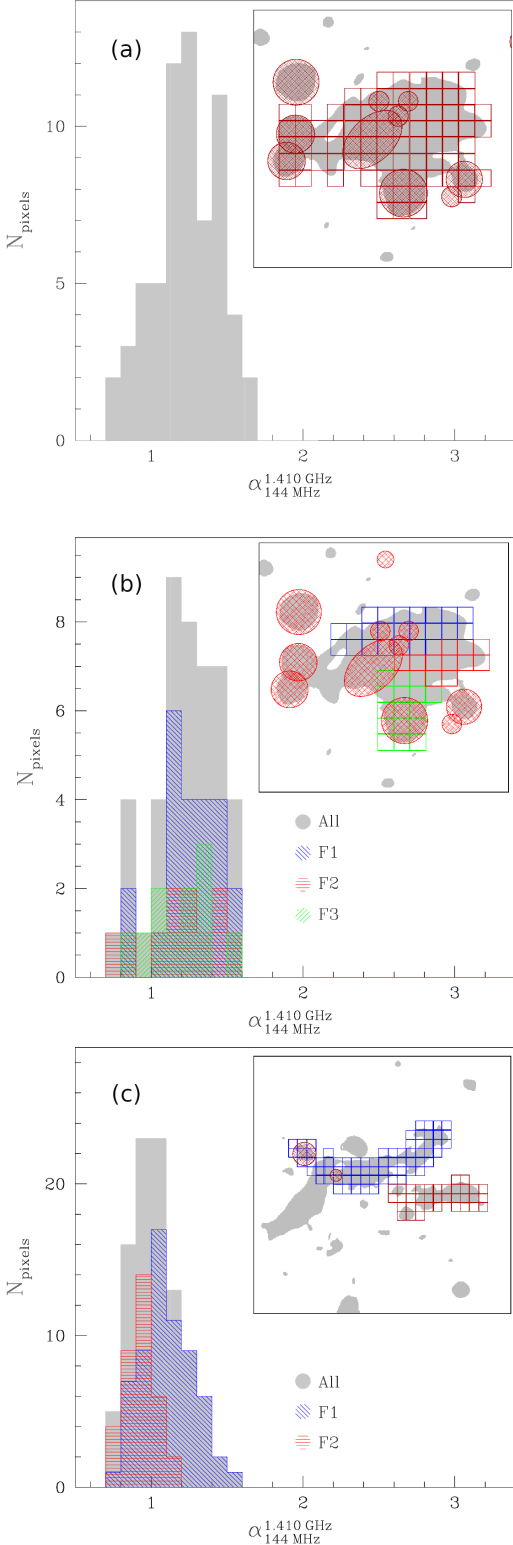 (a)
10
5
0
N_pixels
1 2 3
α 1.410 GHz
144 MHz
(b)
8
6
4
2
0
N_pixels
All
F1
F2
F3
1 2 3
α 1.410 GHz
144 MHz
(c)
20
10
0
N_pixels
All
F1
F2
1 2 3
α 1.410 GHz
144 MHz